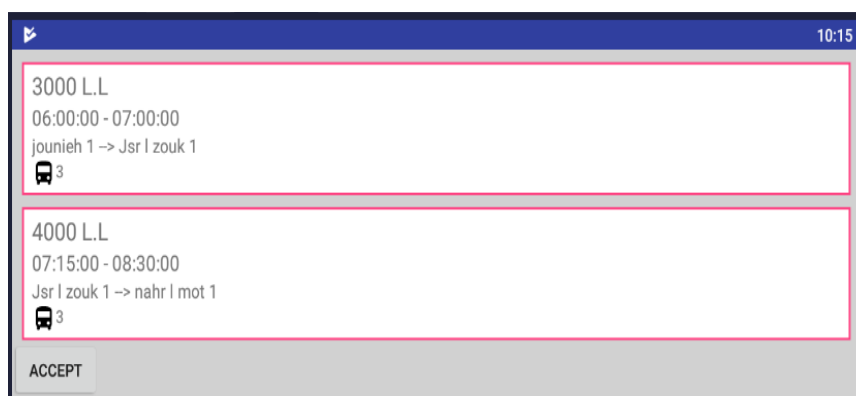 10:15
3000 L.L
06:00:00 - 07:00:00
jounieh 1 --> Jsr l zouk 1
3
4000 L.L
07:15:00 - 08:30:00
Jsr l zouk 1 --> nahr l mot 1
3
ACCEPT